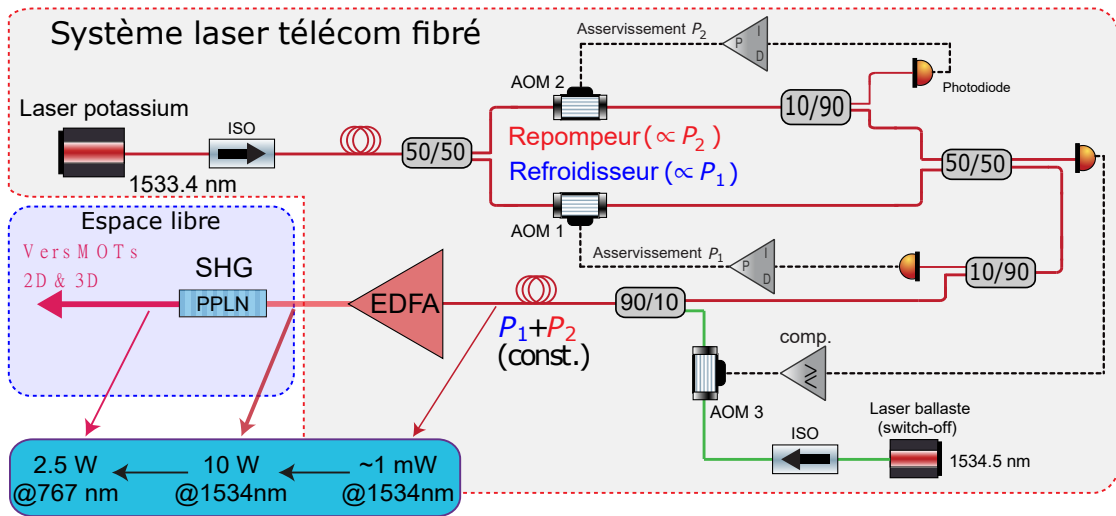 Système laser télécom fibré
Laser potassium
ISO
1533.4 nm
50/50
AOM 2
Asservissement P2
P I D
10/90
Photodiode
Repompeur (∝ P2)
Refroidisseur (∝ P1)
50/50
AOM 1
Asservissement P1
P I D
10/90
Espace libre
Vers MOTs
2D & 3D
SHG
PPLN
EDFA
P1+P2
(const.)
90/10
comp.
≥
AOM 3
ISO
Laser ballaste
(switch-off)
1534.5 nm
2.5 W
@767 nm
10 W
@1534nm
~1 mW
@1534nm